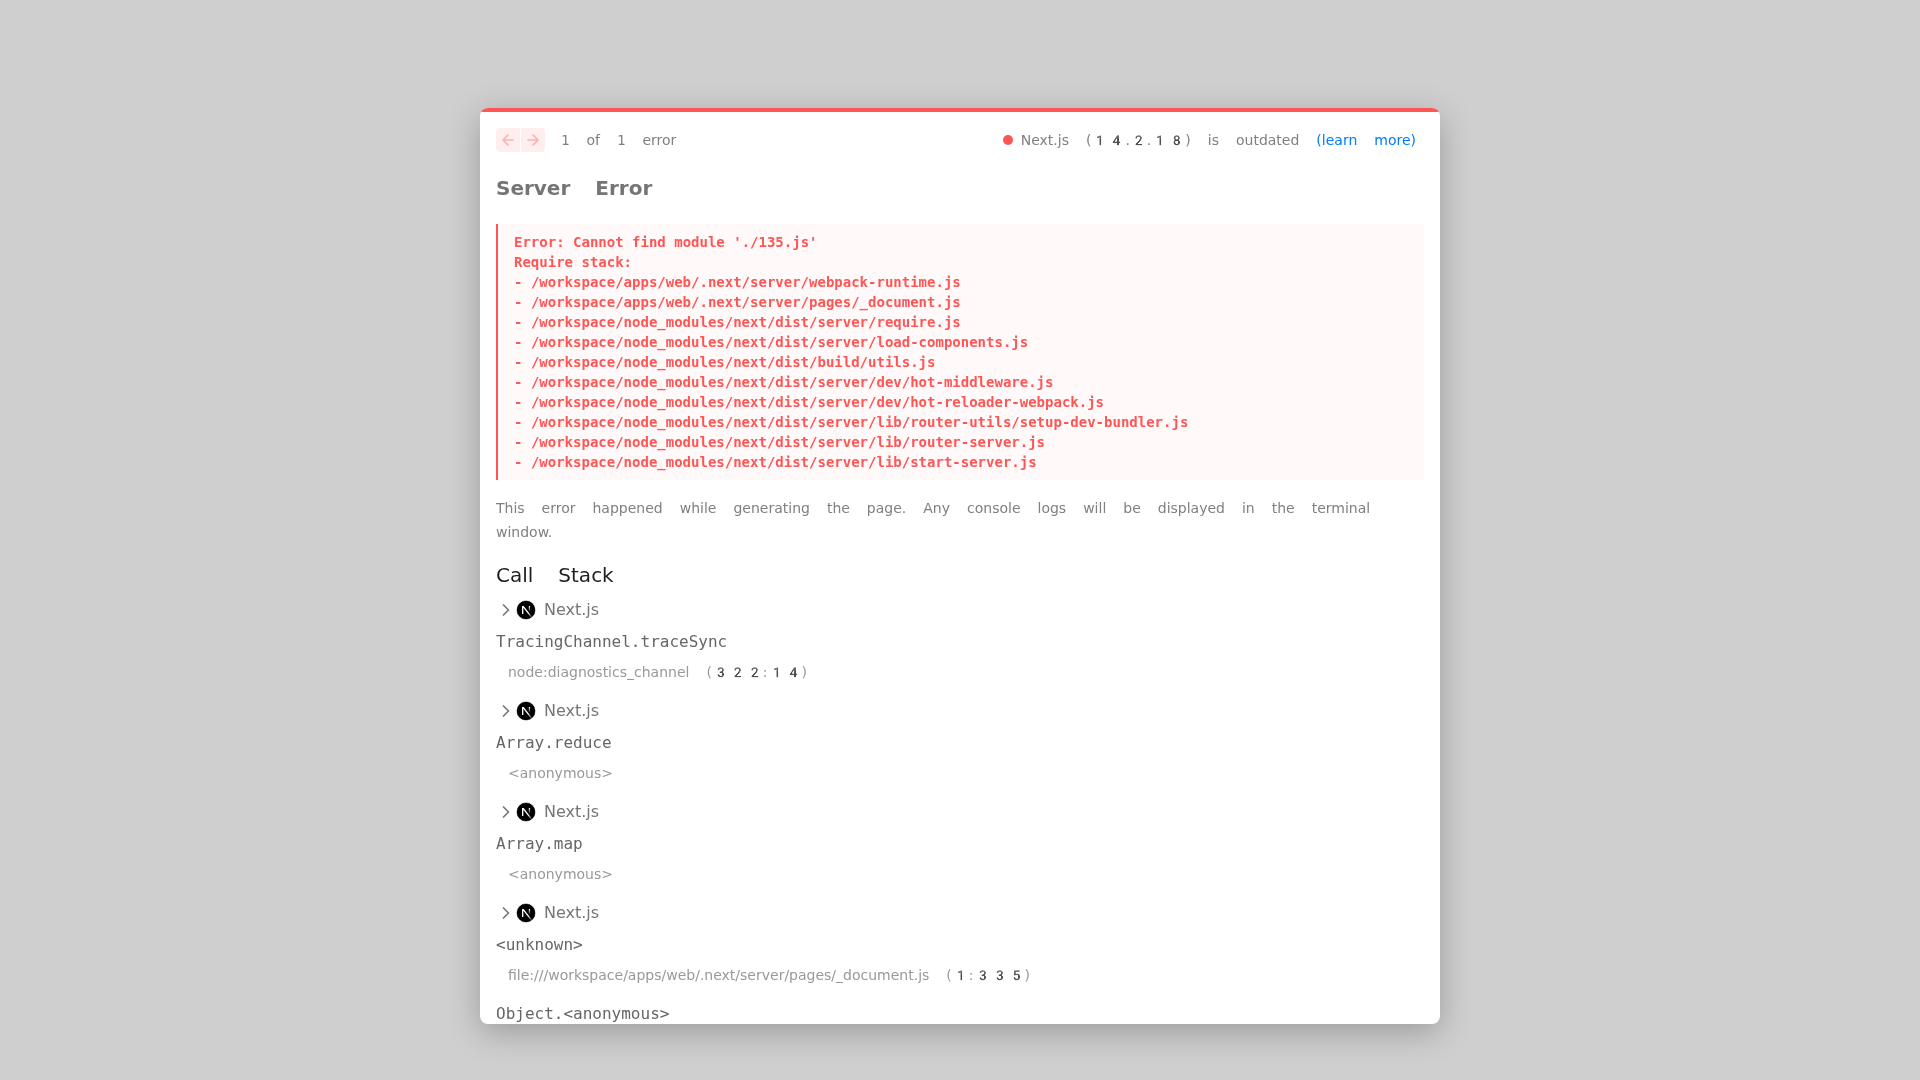 1 of 1 error
Next.js (14.2.18) is outdated (learn more)
Server Error
Error: Cannot find module './135.js'
Require stack:
- /workspace/apps/web/.next/server/webpack-runtime.js
- /workspace/apps/web/.next/server/pages/_document.js
- /workspace/node_modules/next/dist/server/require.js
- /workspace/node_modules/next/dist/server/load-components.js
- /workspace/node_modules/next/dist/build/utils.js
- /workspace/node_modules/next/dist/server/dev/hot-middleware.js
- /workspace/node_modules/next/dist/server/dev/hot-reloader-webpack.js
- /workspace/node_modules/next/dist/server/lib/router-utils/setup-dev-bundler.js
- /workspace/node_modules/next/dist/server/lib/router-server.js
- /workspace/node_modules/next/dist/server/lib/start-server.js
This error happened while generating the page. Any console logs will be displayed in the terminal
window.
Call Stack
Next.js
TracingChannel.traceSync
node:diagnostics_channel (322:14)
Next.js
Array.reduce
<anonymous>
Next.js
Array.map
<anonymous>
Next.js
<unknown>
file:///workspace/apps/web/.next/server/pages/_document.js (1:335)
Object.<anonymous>